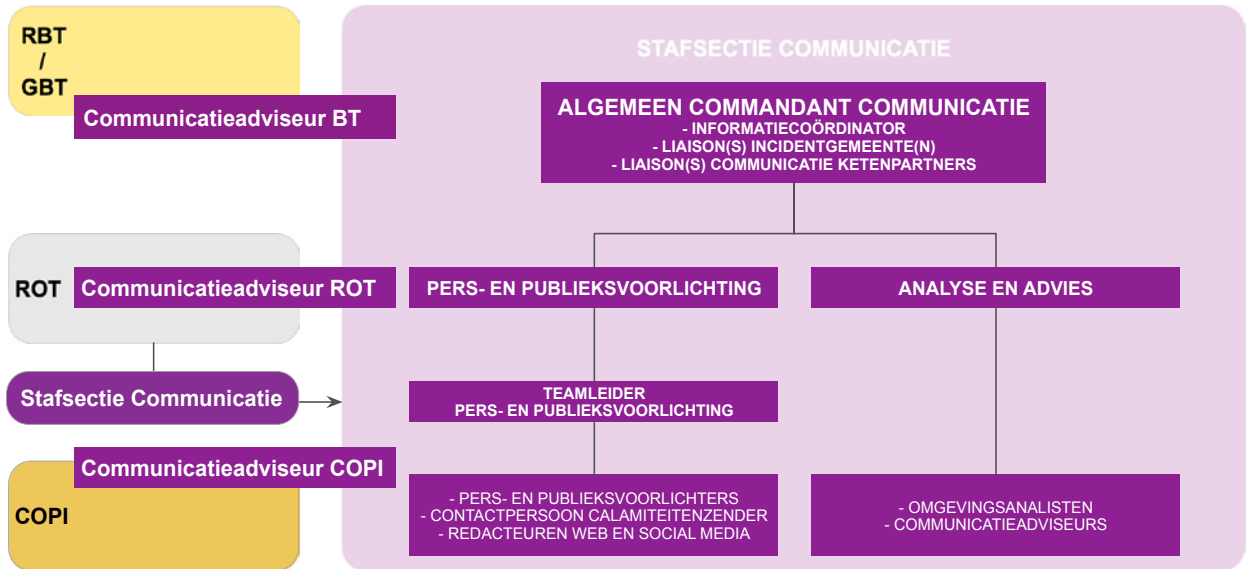 RBT
/
GBT
Communicatieadviseur BT
ROT
Communicatieadviseur ROT
Stafsectie Communicatie
Communicatieadviseur COPI
COPI
STAFSECTIE COMMUNICATIE
ALGEMEEN COMMANDANT COMMUNICATIE
- INFORMATIECOÖRDINATOR
- LIAISON(S) INCIDENTGEMEENTE(N)
- LIAISON(S) COMMUNICATIE KETENPARTNERS
PERS- EN PUBLIEKSVOORLICHTING
ANALYSE EN ADVIES
TEAMLEIDER
PERS- EN PUBLIEKSVOORLICHTING
- PERS- EN PUBLIEKSVOORLICHTERS
- CONTACTPERSOON CALAMITEITENZENDER
- REDACTEUREN WEB EN SOCIAL MEDIA
- OMGEVINGSANALISTEN
- COMMUNICATIEADVISEURS